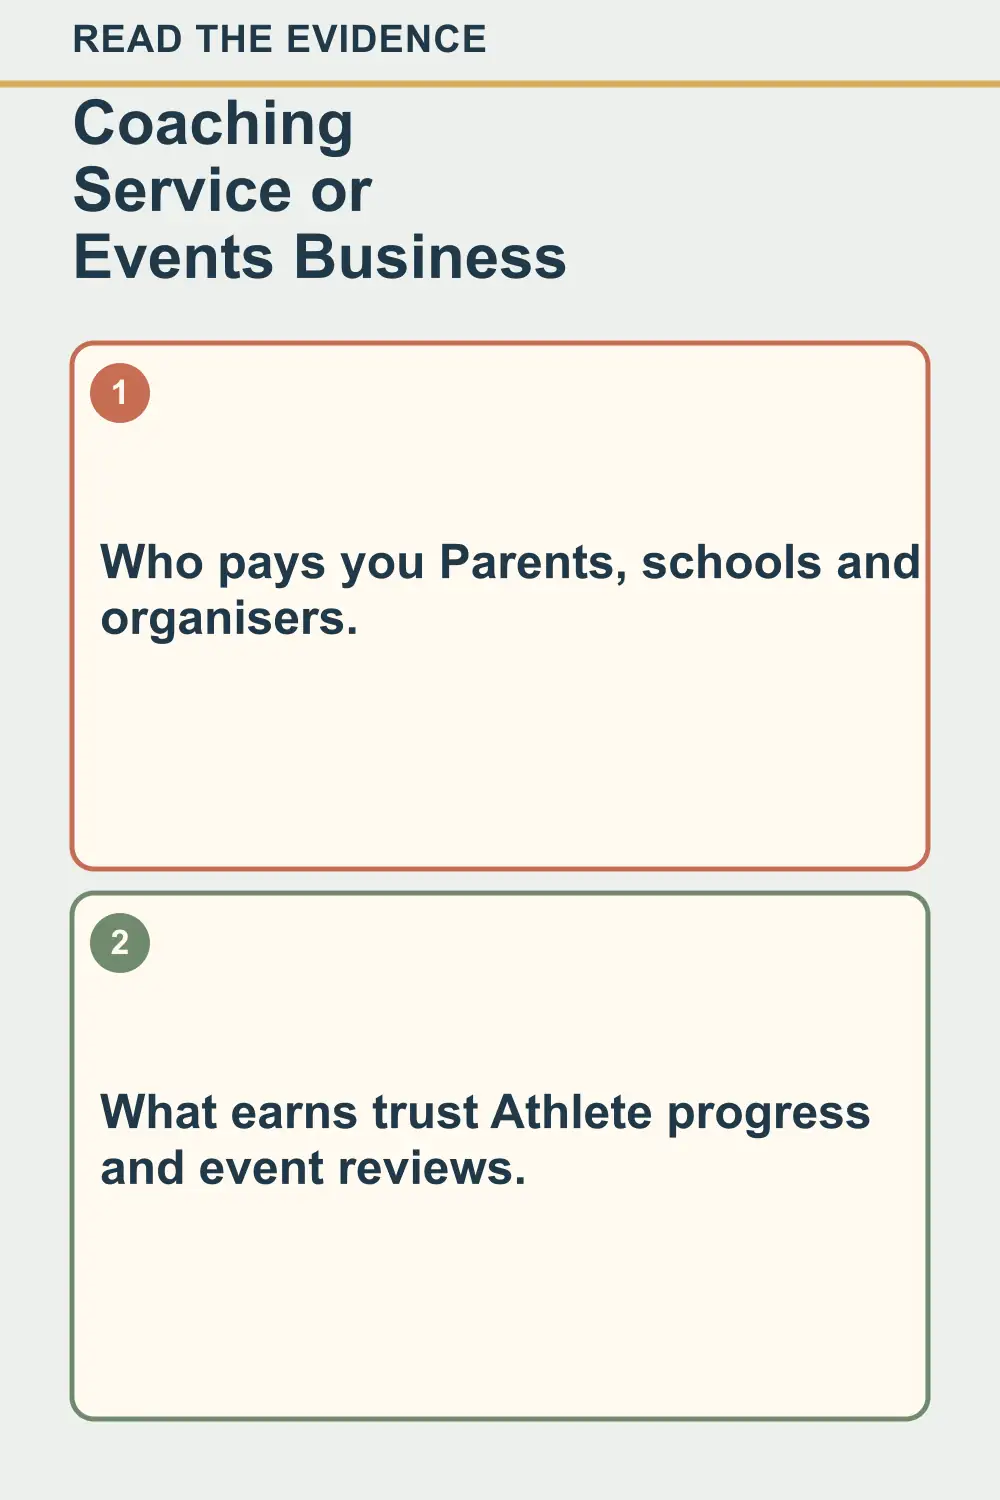 READ THE EVIDENCE
Coaching
Service or
Events Business
1
Who pays you Parents, schools and
organisers.
2
What earns trust Athlete progress
and event reviews.